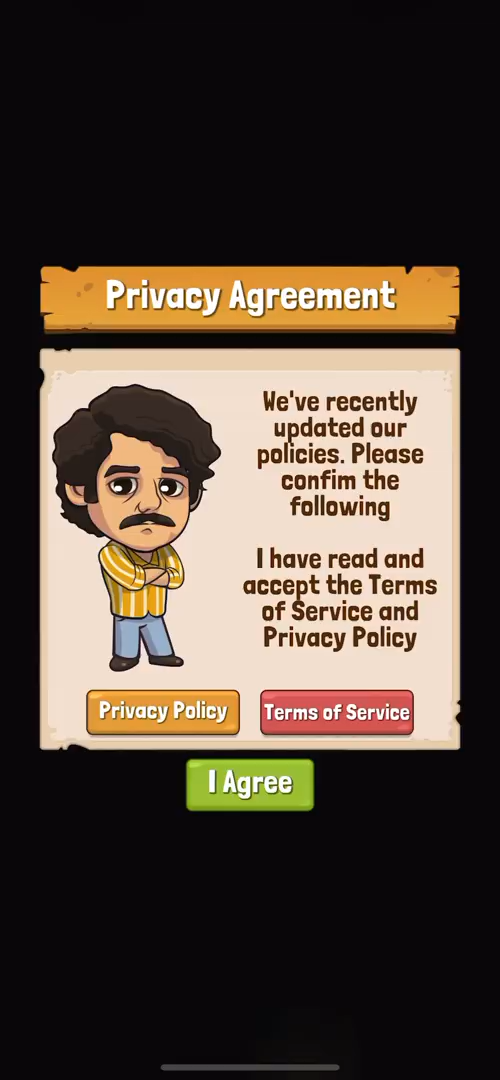 Privacy Agreement
We've recently
updated our
policies. Please
confim the
following
I have read and
accept the Terms
of Service and
Privacy Policy
Privacy Policy
Terms of Service
I Agree